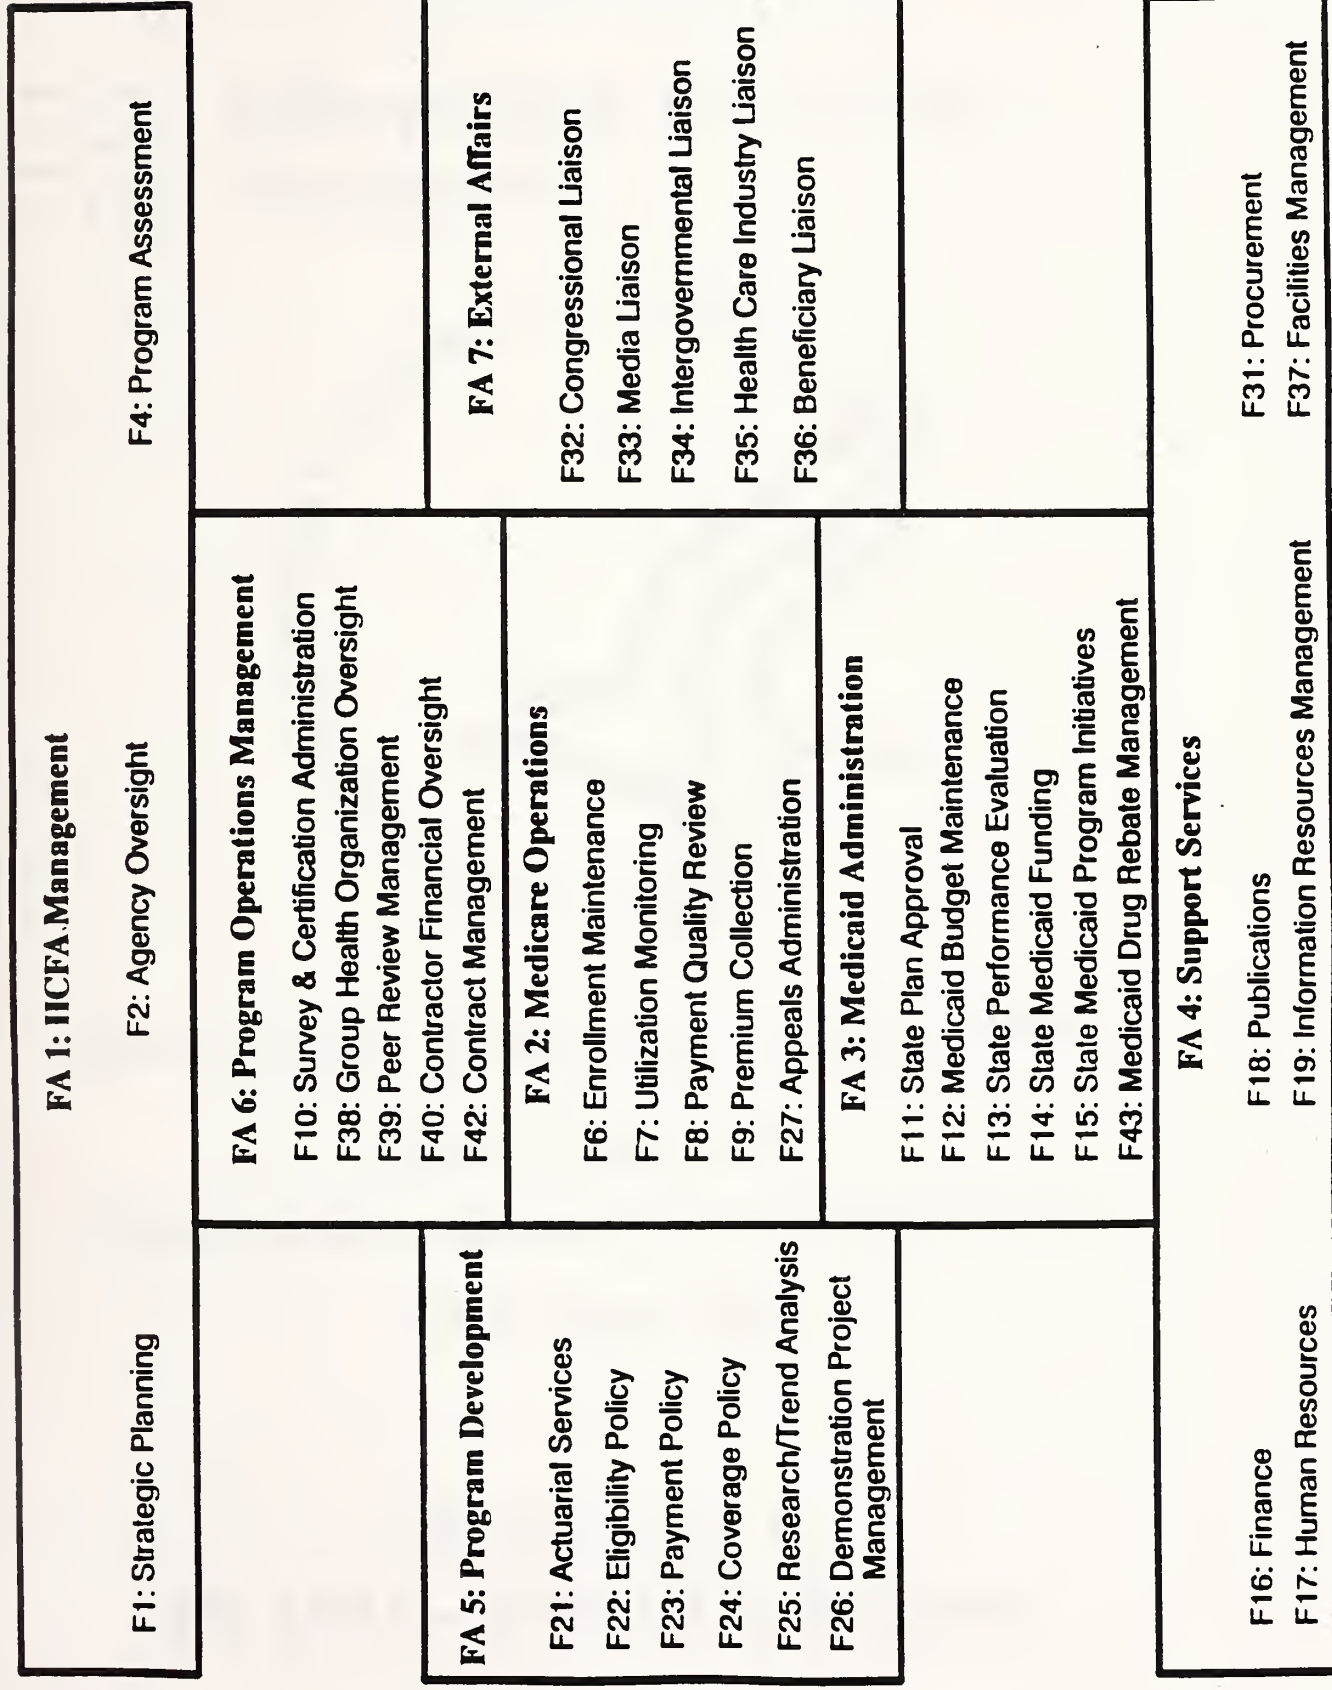 FA 1: HCFA Management
F1: Strategic Planning
F2: Agency Oversight
F4: Program Assessment
FA 6: Program Operations Management
F10: Survey & Certification Administration
F38: Group Health Organization Oversight
F39: Peer Review Management
F40: Contractor Financial Oversight
F42: Contract Management
FA 5: Program Development
F21: Actuarial Services
F22: Eligibility Policy
F23: Payment Policy
F24: Coverage Policy
F25: Research/Trend Analysis
F26: Demonstration Project
Management
FA 2: Medicare Operations
F6: Enrollment Maintenance
F7: Utilization Monitoring
F8: Payment Quality Review
F9: Premium Collection
F27: Appeals Administration
FA 7: External Affairs
F32: Congressional Liaison
F33: Media Liaison
F34: Intergovernmental Liaison
F35: Health Care Industry Liaison
F36: Beneficiary Liaison
FA 3: Medicaid Administration
F11: State Plan Approval
F12: Medicaid Budget Maintenance
F13: State Performance Evaluation
F14: State Medicaid Funding
F15: State Medicaid Program Initiatives
F43: Medicaid Drug Rebate Management
FA 4: Support Services
F16: Finance
F18: Publications
F31: Procurement
F17: Human Resources
F19: Information Resources Management
F37: Facilities Management